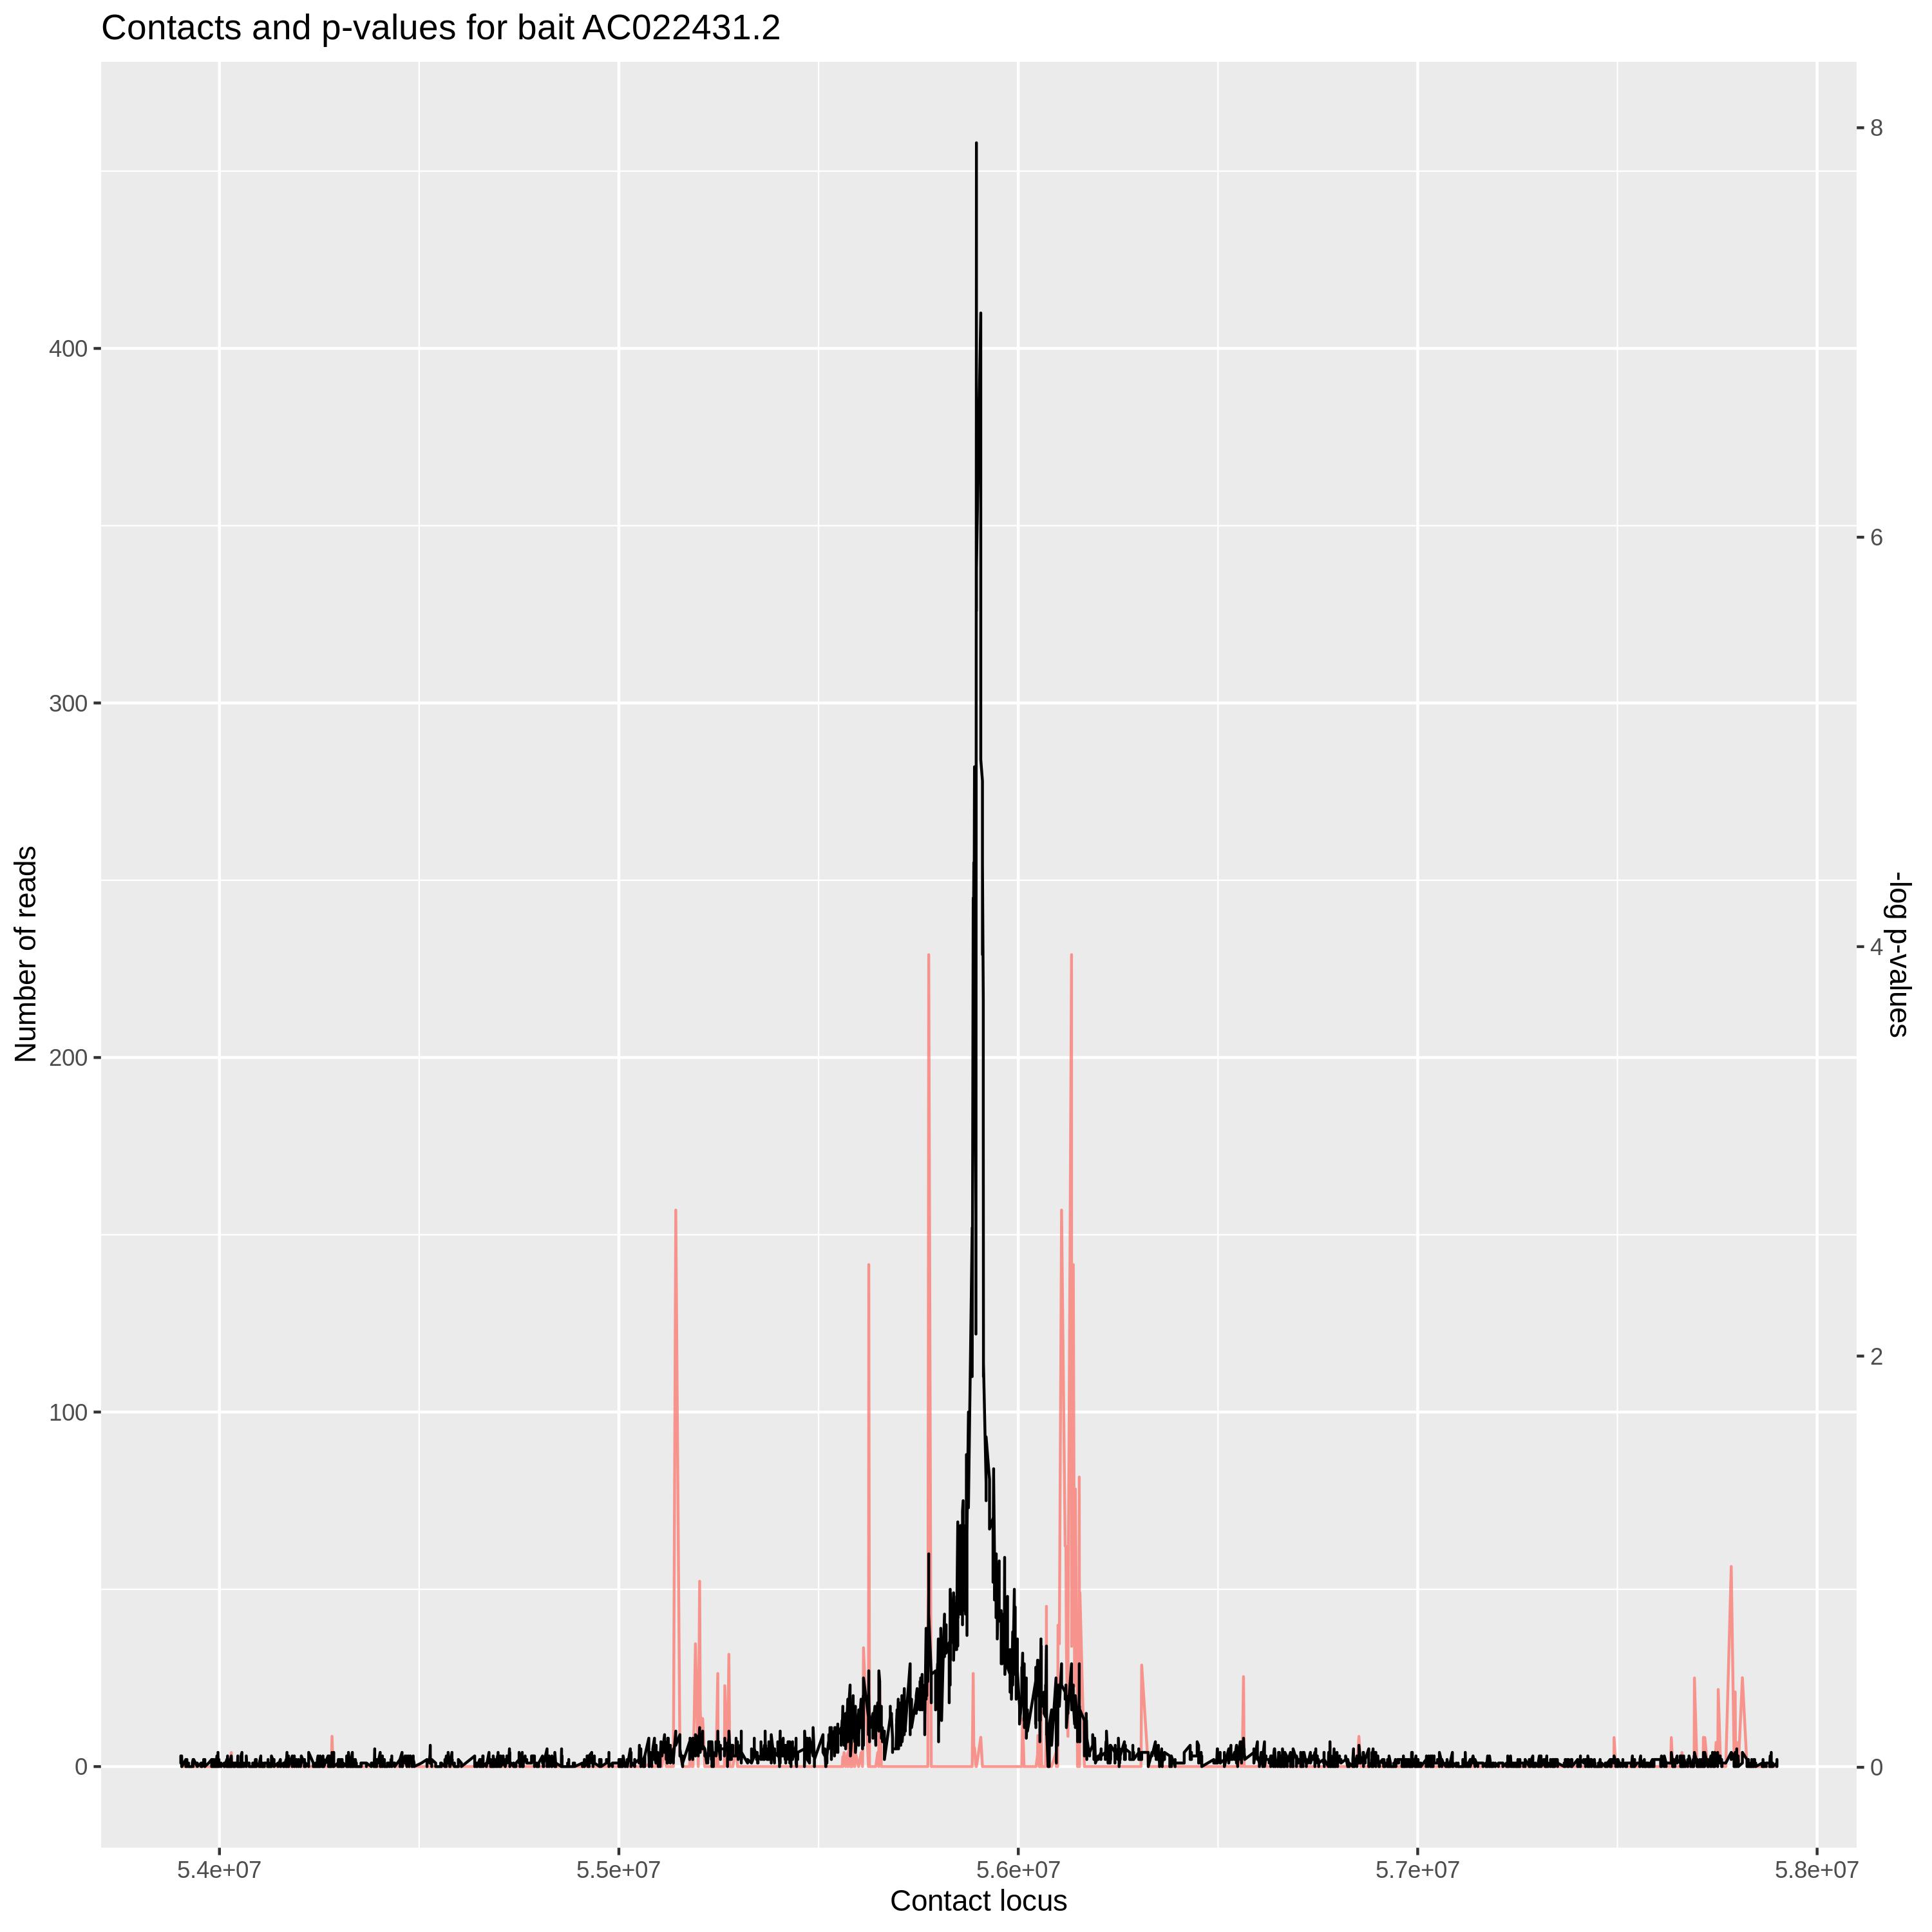 Contacts and p-values for bait AC022431.2
Number of reads
400
300
200
100
0
8
6
4
2
0
-log p-values
5.4e+07
5.5e+07
5.6e+07
5.7e+07
5.8e+07
Contact locus